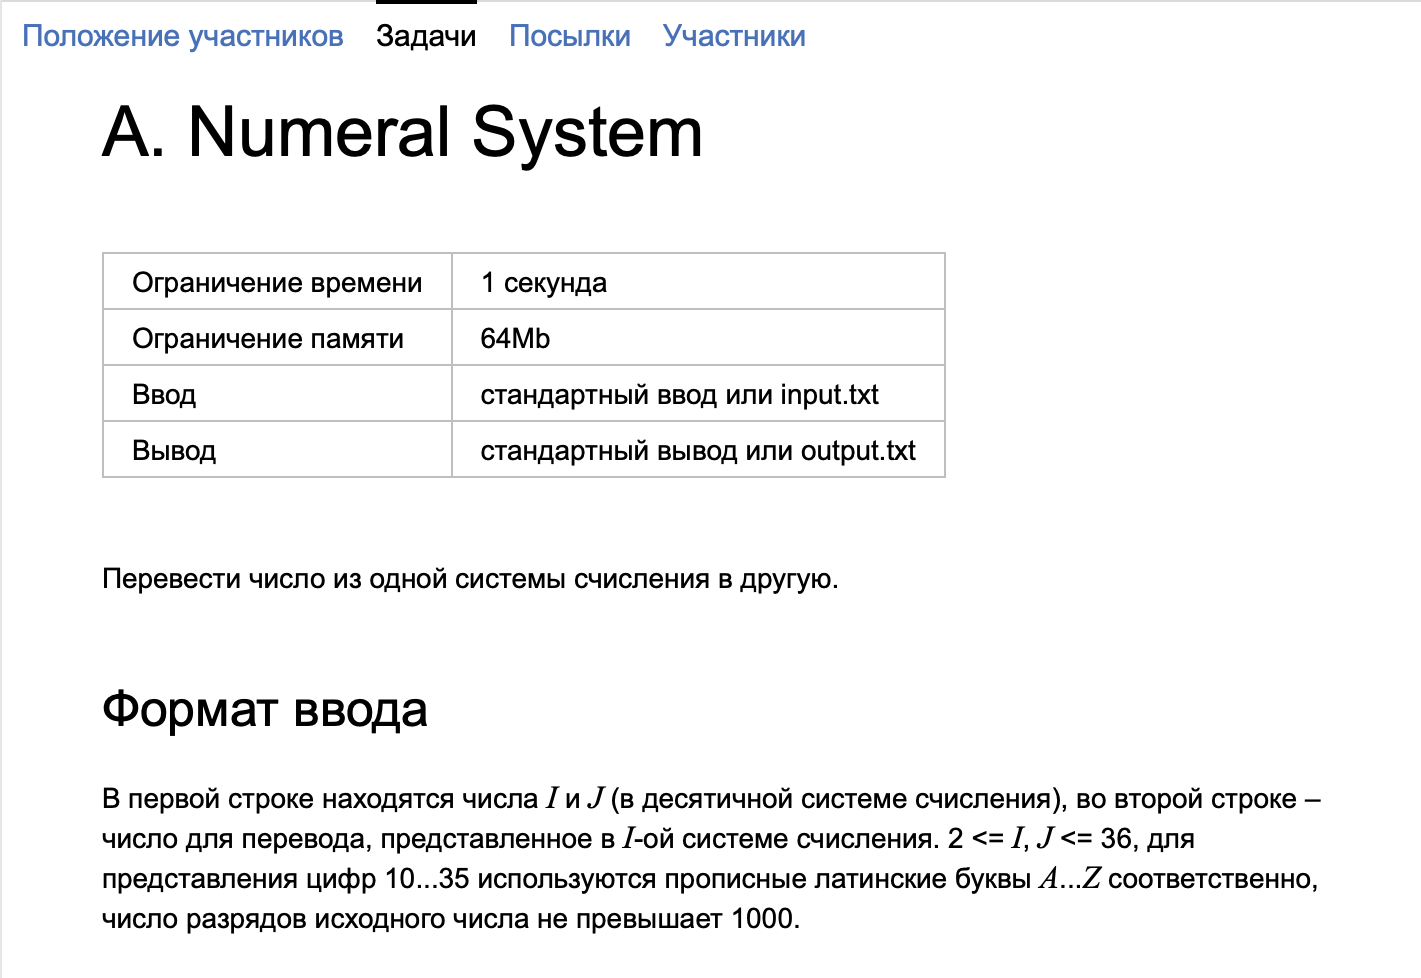 Положение участников Задачи Посылки Участники
A. Numeral System
Ограничение времени 1 секунда
Ограничение памяти 64Mb
Ввод стандартный ввод или input.txt
Вывод стандартный вывод или output.txt
Перевести число из одной системы счисления в другую.
Формат ввода
В первой строке находятся числа I и J (в десятичной системе счисления), во второй строке –
число для перевода, представленное в I-ой системе счисления. 2 <= I, J <= 36, для
представления цифр 10...35 используются прописные латинские буквы A...Z соответственно,
число разрядов исходного числа не превышает 1000.